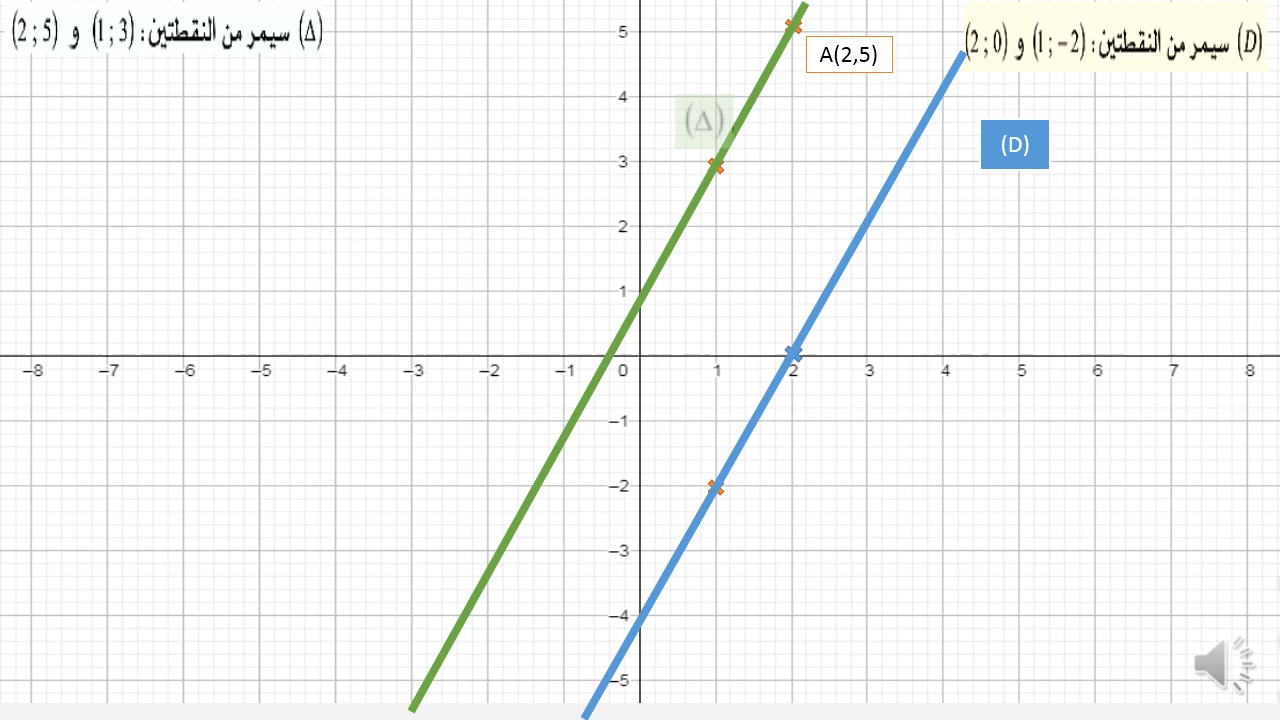 (Δ) سيمر من النقطتين : (1 ; 3) و (2 ; 5)
(D) سيمر من النقطتين : (1 ; −2) و (2 ; 0)
A(2,5)
(Δ)
(D)
5
4
3
2
1
−8 −7 −6 −5 −4 −3 −2 −1 0 1 2 3 4 5 6 7 8
−1
−2
−3
−4
−5